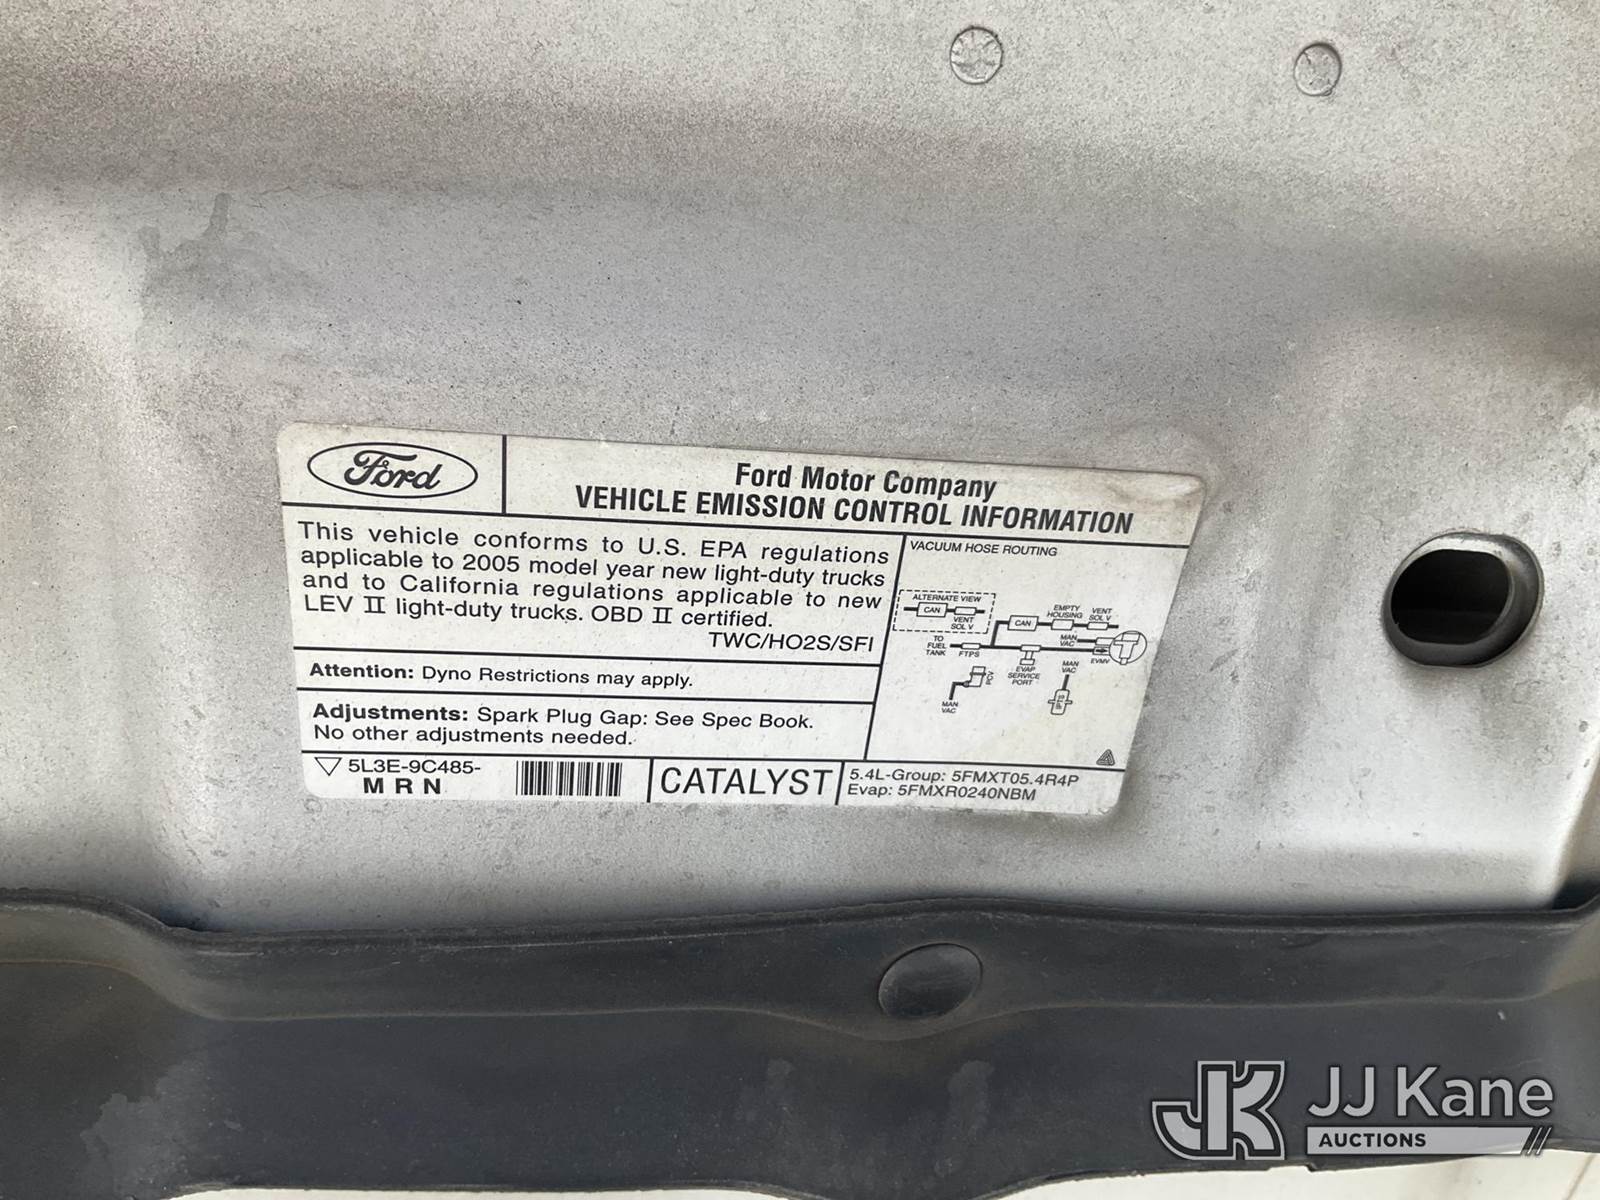 Ford
Ford Motor Company
VEHICLE EMISSION CONTROL INFORMATION
This vehicle conforms to U.S. EPA regulations
applicable to 2005 model year new light-duty trucks
and to California regulations applicable to new
LEV II light-duty trucks. OBD II certified.
TWC/HO2S/SFI
Attention: Dyno Restrictions may apply.
Adjustments: Spark Plug Gap: See Spec Book.
No other adjustments needed.
VACUUM HOSE ROUTING
ALTERNATE VIEW
CAN
VENT
SOL V
CAN
EMPTY
HOUSING
VENT
SOL V
TO
FUEL
TANK
FTPS
MAN
VAC
EVMV
EVAP
SERVICE
PORT
MAN
VAC
PCV
MAN
VAC
5L3E-9C485-
M R N
CATALYST
5.4L-Group: 5FMXT05.4R4P
Evap: 5FMXR0240NBM
JK
JJ Kane
AUCTIONS